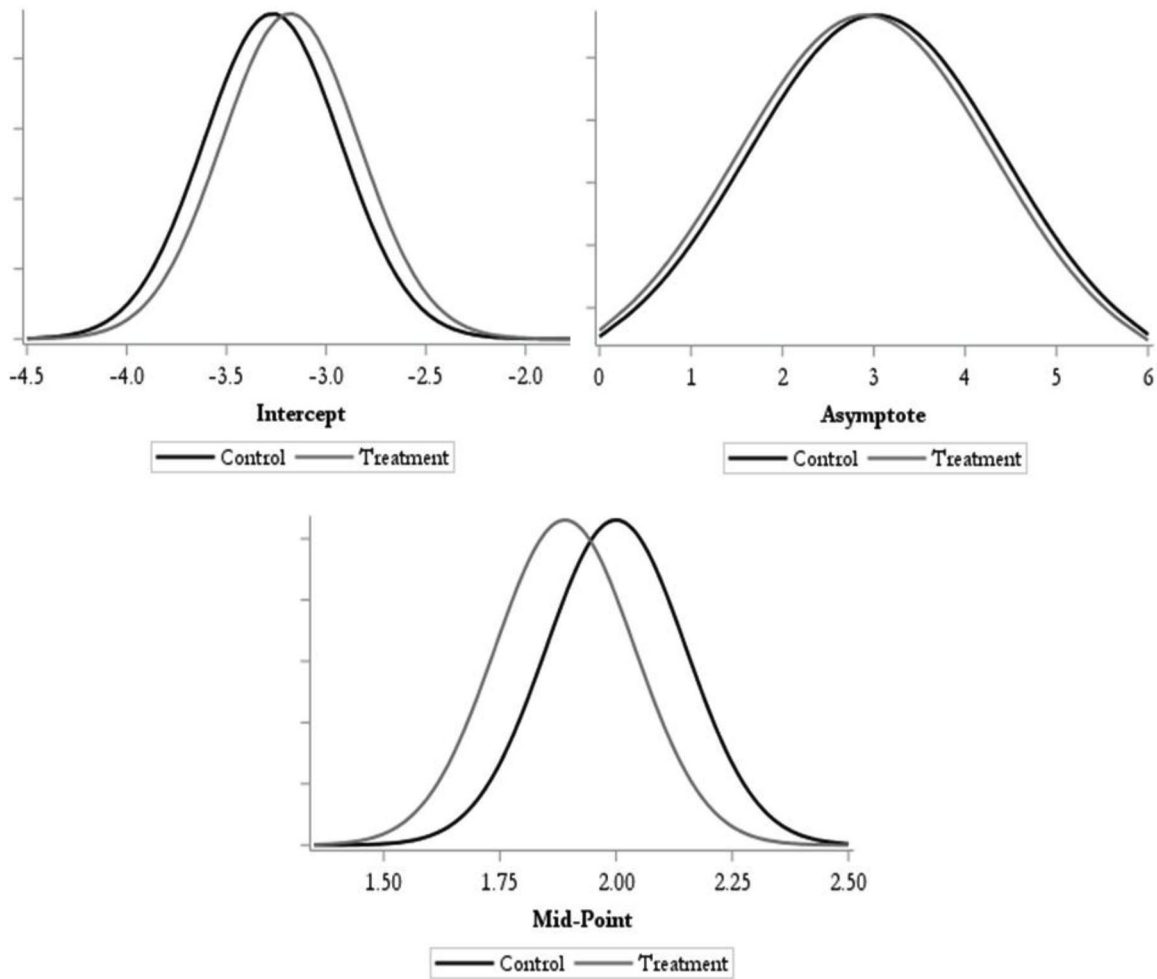 -4.5 -4.0 -3.5 -3.0 -2.5 -2.0
Intercept
Control Treatment
0 1 2 3 4 5 6
Asymptote
Control Treatment
1.50 1.75 2.00 2.25 2.50
Mid-Point
Control Treatment